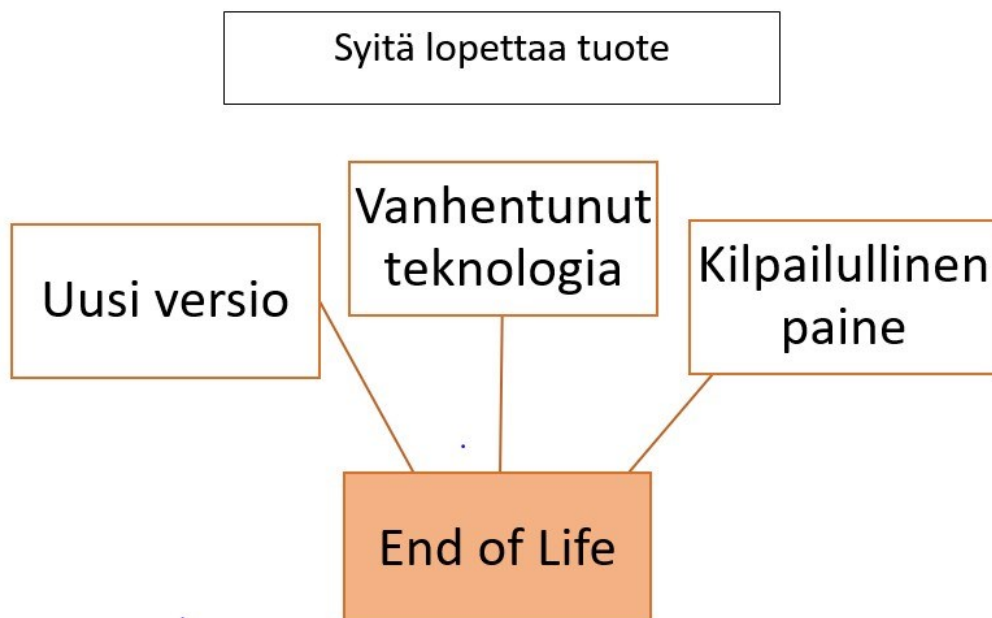 Syitä lopettaa tuote
Uusi versio
Vanhentunut
teknologia
Kilpailullinen
paine
End of Life